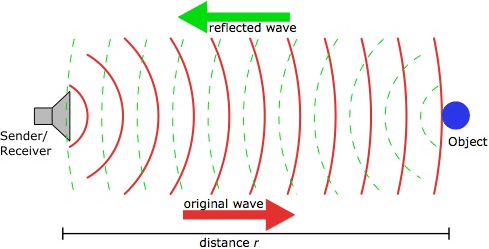 reflected wave
Sender/
Receiver
Object
original wave
distance r